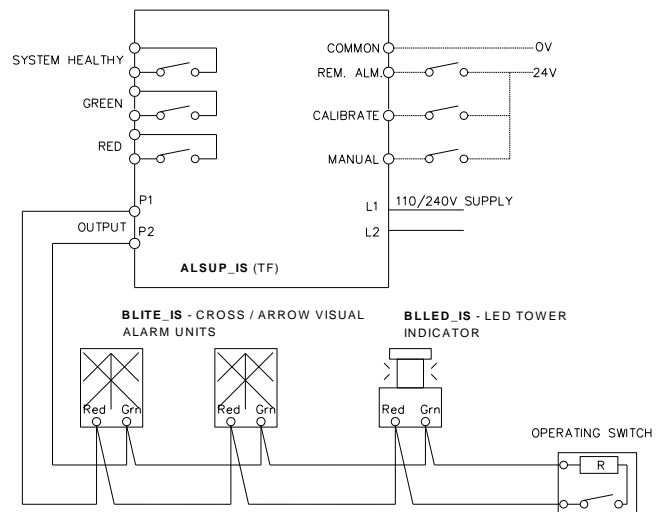 SYSTEM HEALTHY
GREEN
RED
COMMON
0V
REM. ALM.
24V
CALIBRATE
MANUAL
P1
OUTPUT
P2
L1
110/240V SUPPLY
L2
ALSUP_IS (TF)
BLITE_IS - CROSS / ARROW VISUAL
ALARM UNITS
BLLED_IS - LED TOWER
INDICATOR
Red Grn
Red Grn
Red Grn
OPERATING SWITCH
R